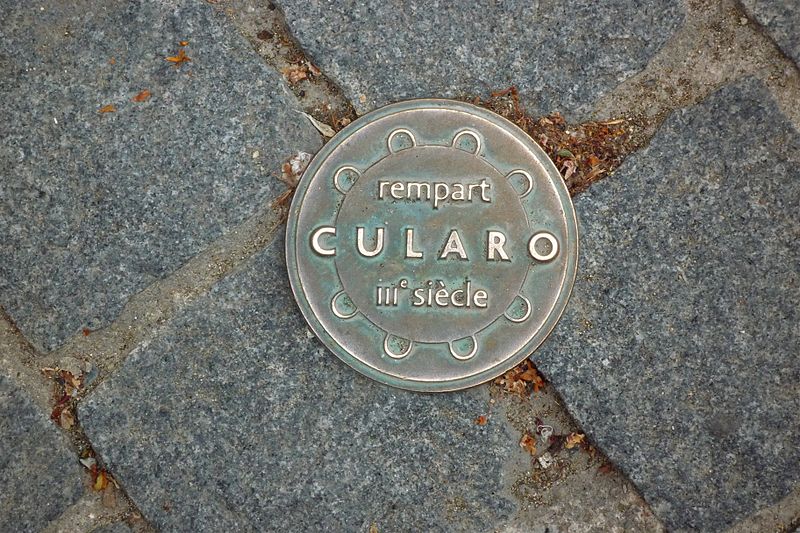 rempart
CULARO
IIIe siècle